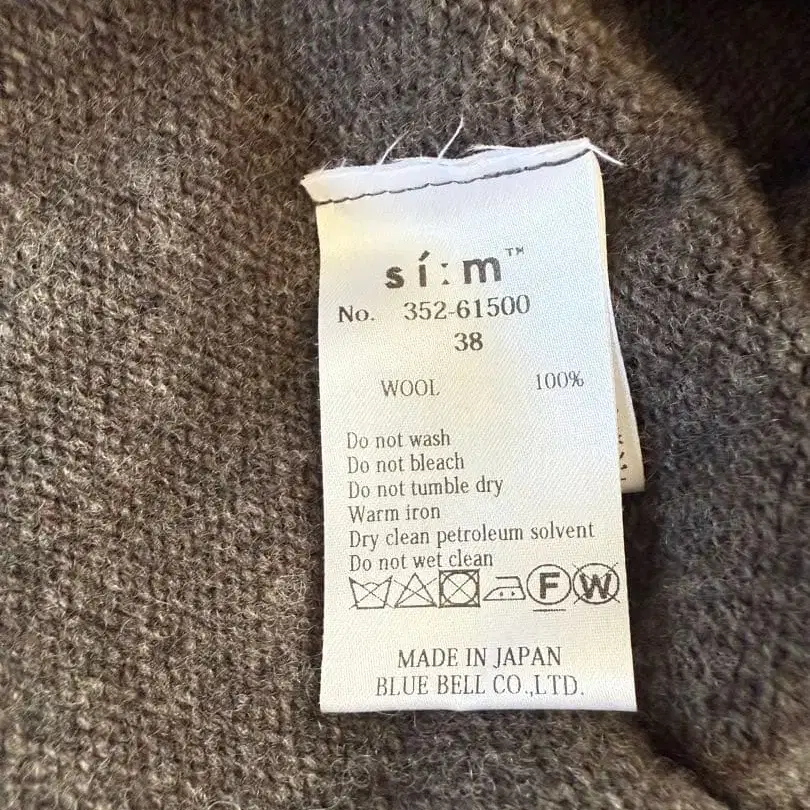 sí:m™
No. 352-61500
38
WOOL 100%
Do not wash
Do not bleach
Do not tumble dry
Warm iron
Dry clean petroleum solvent
Do not wet clean
F W
MADE IN JAPAN
BLUE BELL CO.,LTD.